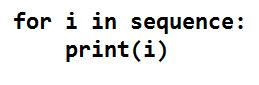 for i in sequence:
    print(i)